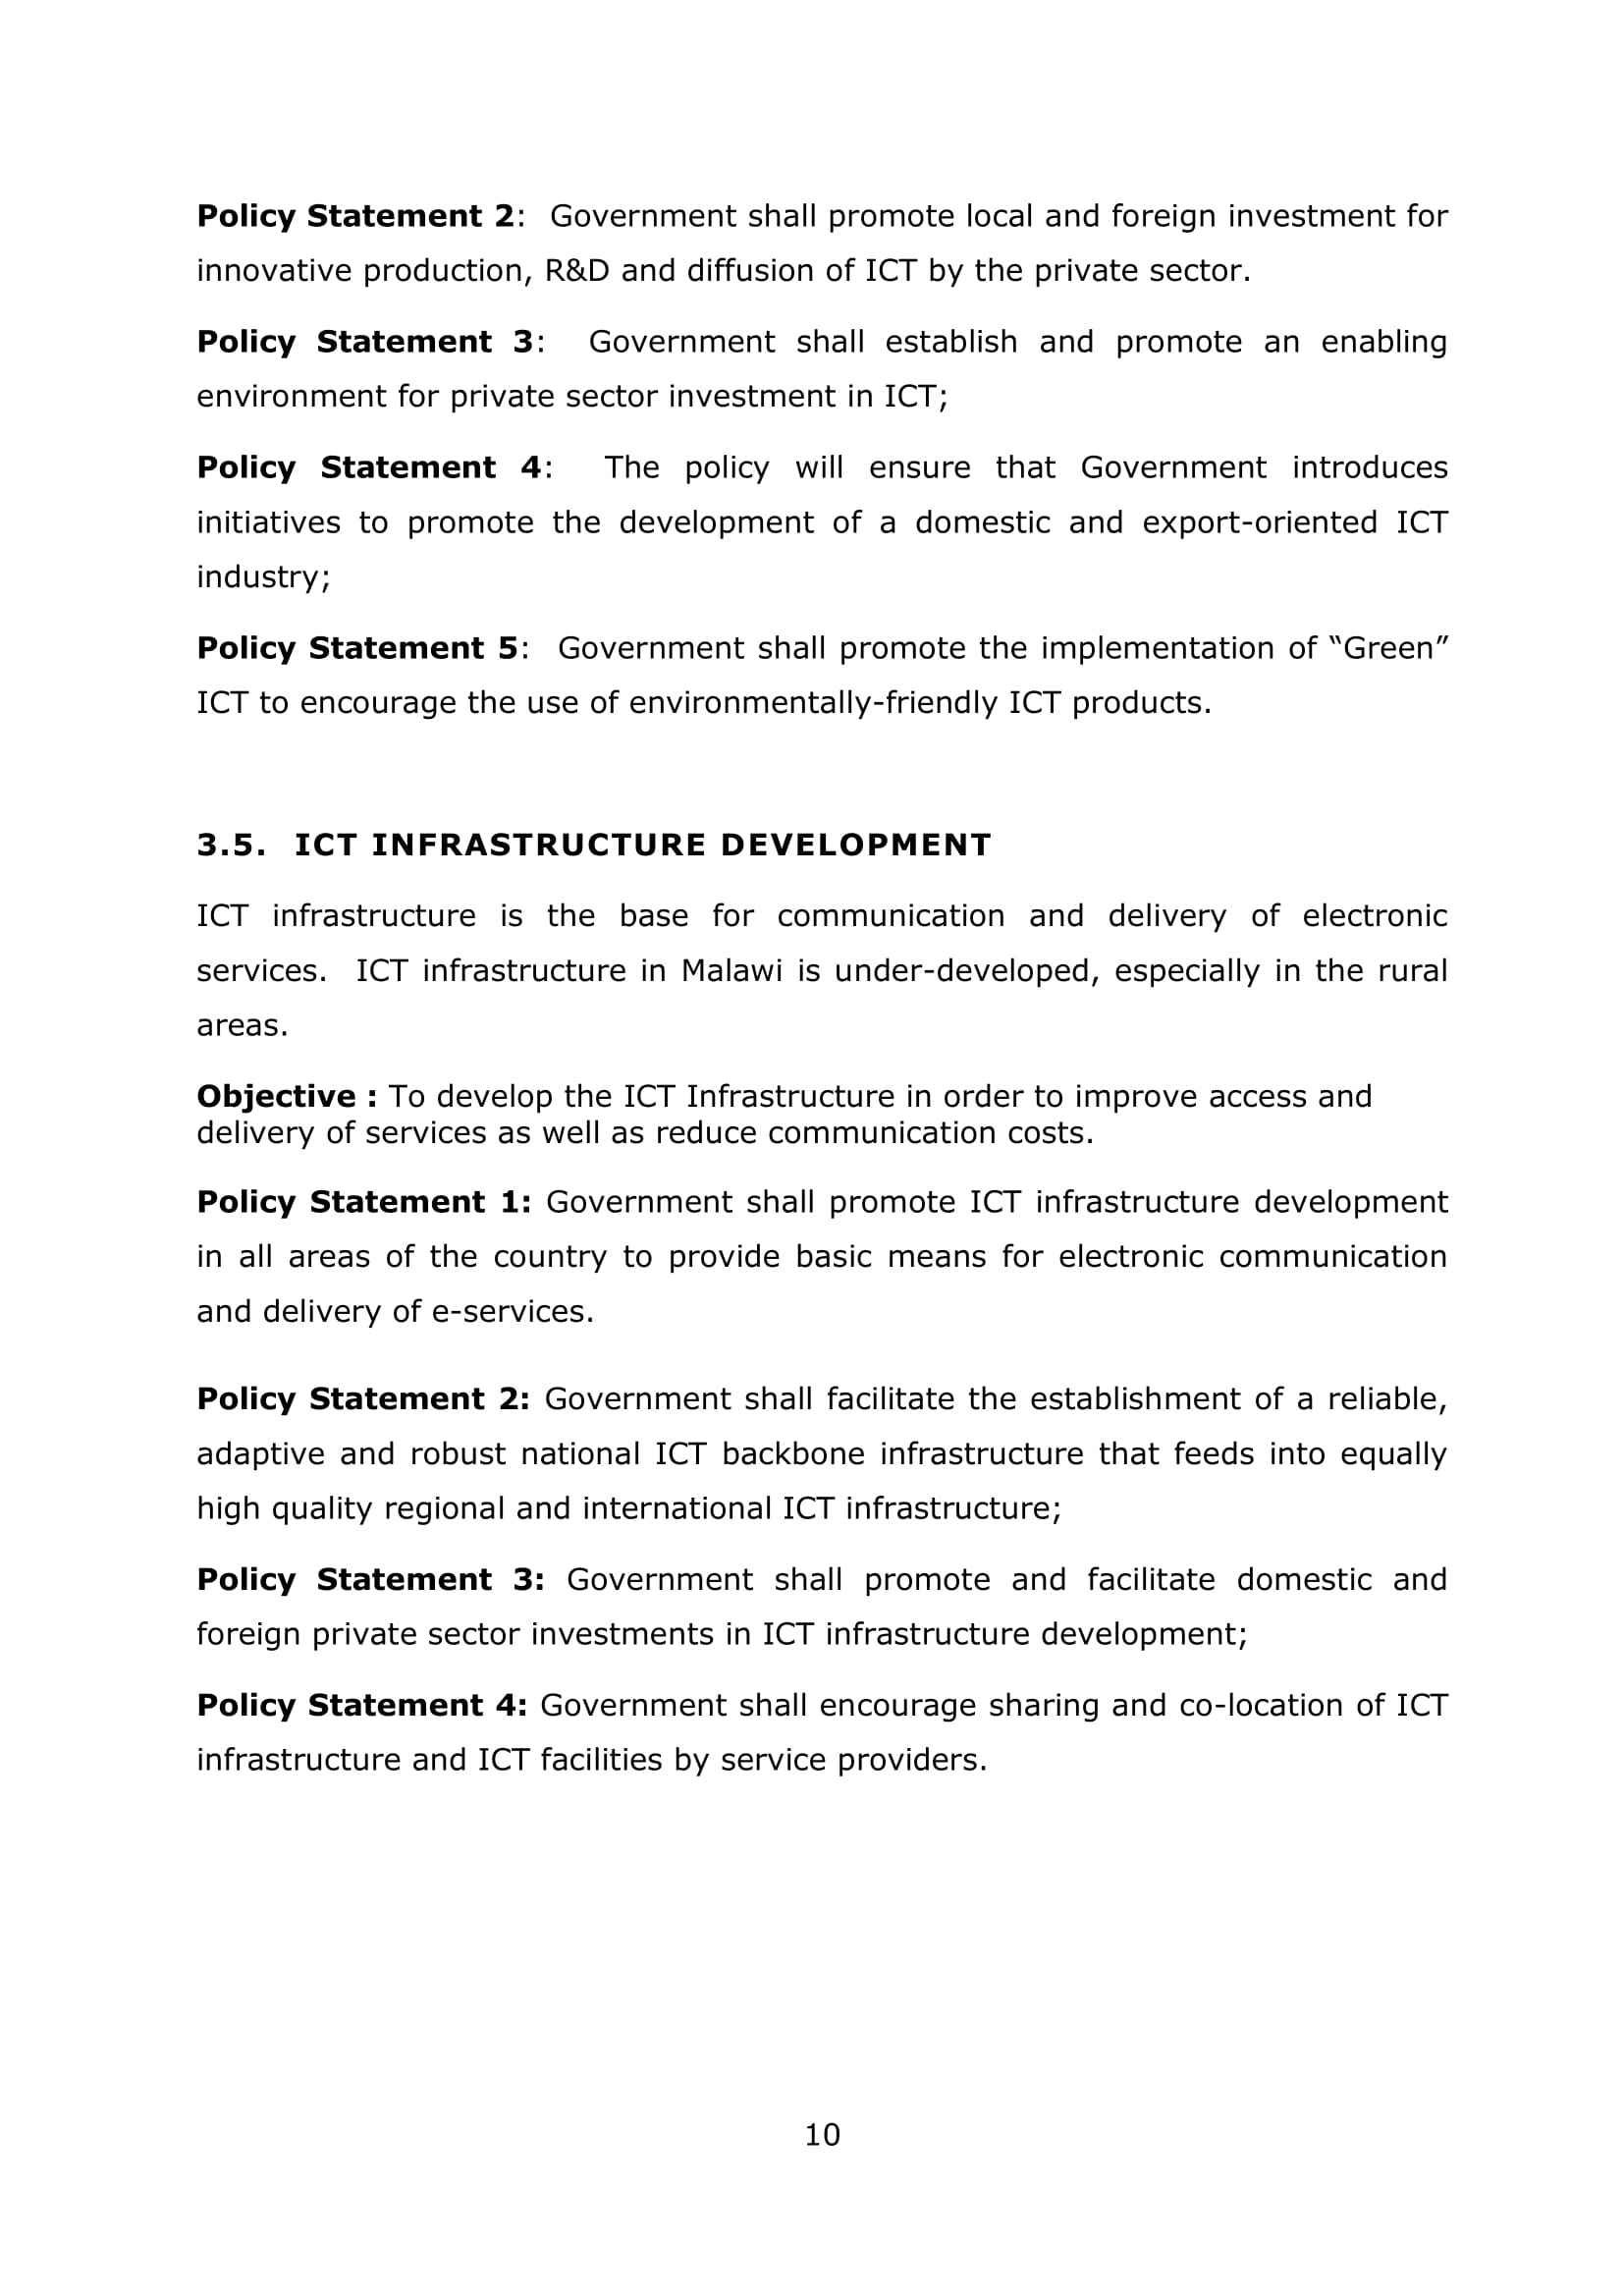 Policy Statement 2:  Government shall promote local and foreign investment for
innovative production, R&D and diffusion of ICT by the private sector.
Policy Statement 3:  Government shall establish and promote an enabling
environment for private sector investment in ICT;
Policy Statement 4:  The policy will ensure that Government introduces
initiatives to promote the development of a domestic and export-oriented ICT
industry;
Policy Statement 5:  Government shall promote the implementation of “Green”
ICT to encourage the use of environmentally-friendly ICT products.
3.5.  ICT INFRASTRUCTURE DEVELOPMENT
ICT infrastructure is the base for communication and delivery of electronic
services.  ICT infrastructure in Malawi is under-developed, especially in the rural
areas.
Objective : To develop the ICT Infrastructure in order to improve access and
delivery of services as well as reduce communication costs.
Policy Statement 1: Government shall promote ICT infrastructure development
in all areas of the country to provide basic means for electronic communication
and delivery of e-services.
Policy Statement 2: Government shall facilitate the establishment of a reliable,
adaptive and robust national ICT backbone infrastructure that feeds into equally
high quality regional and international ICT infrastructure;
Policy Statement 3: Government shall promote and facilitate domestic and
foreign private sector investments in ICT infrastructure development;
Policy Statement 4: Government shall encourage sharing and co-location of ICT
infrastructure and ICT facilities by service providers.
10